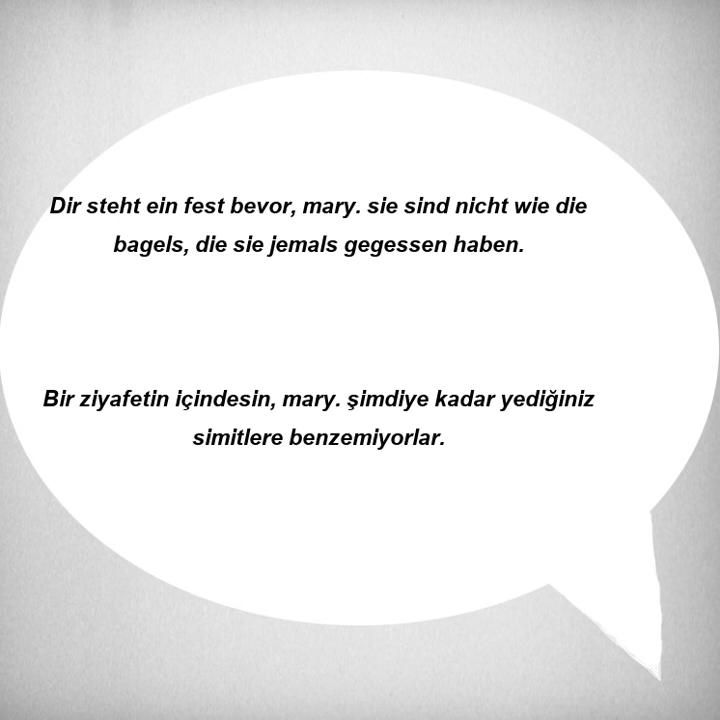 Dir steht ein fest bevor, mary. sie sind nicht wie die
bagels, die sie jemals gegessen haben.
Bir ziyafetin içindesin, mary. şimdiye kadar yediğiniz
simitlere benzemiyorlar.